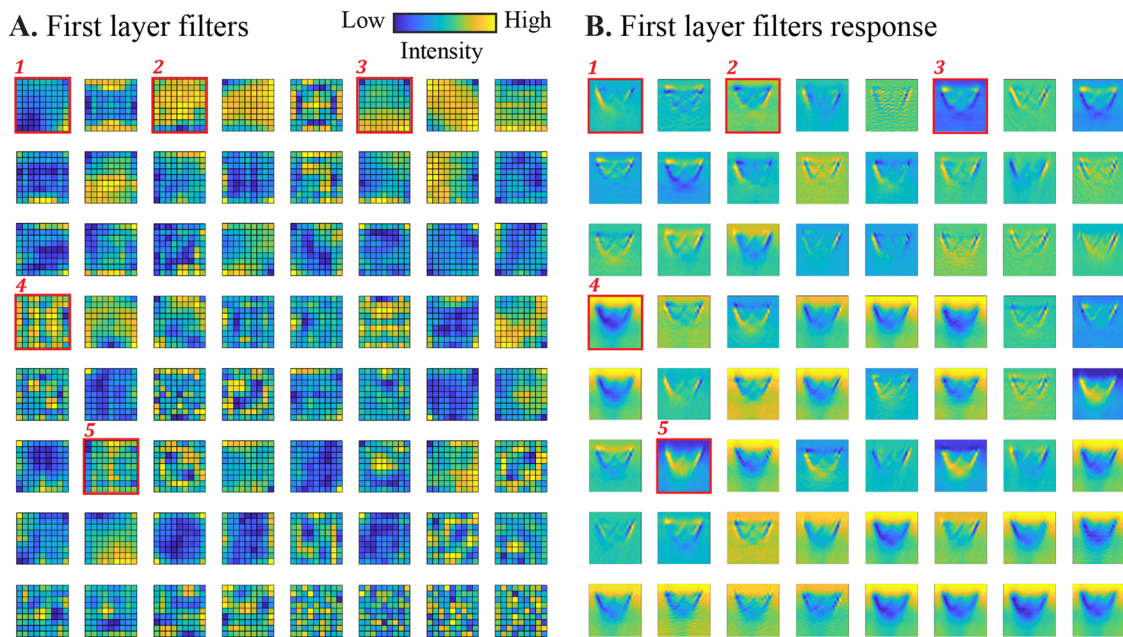 A. First layer filters
Low High
Intensity
B. First layer filters response
1 2 3
4
5
1 2 3
4
5